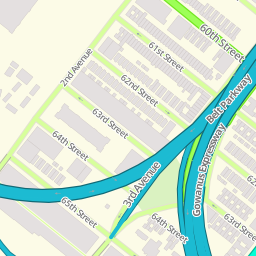 60th Street
61st Street
2nd Avenue
62nd Street
Belt Parkway
63rd Street
64th Street
Gowanus Expressway
3rd Avenue
65th Street
64th Street
63rd Street